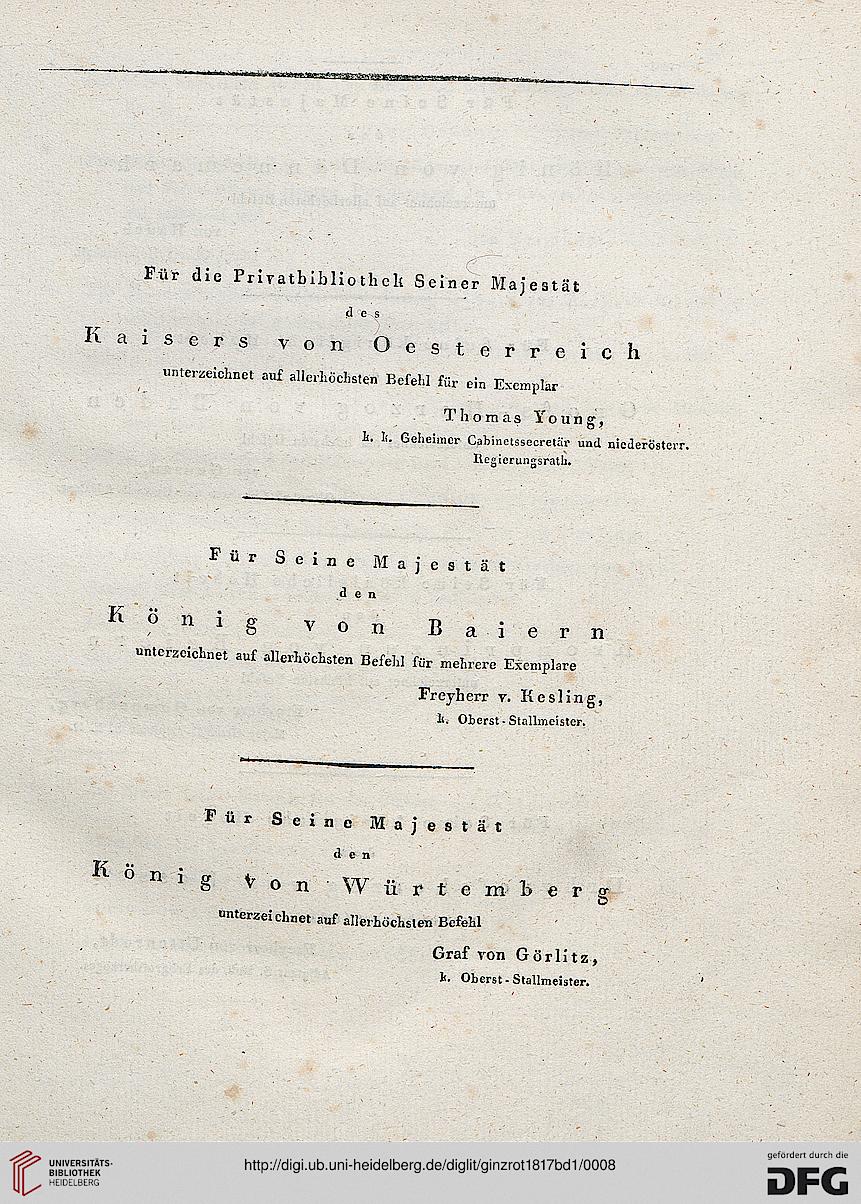 Für die Privatbibliothek Seiner Majestät
des
Kaisers von Oesterreich
unterzeichnet auf allerhöchsten Befehl für ein Exemplar
Thomas Young,
k. k. Geheimer Cabinetssecretär und niederösterr.
Regierungsrath.
Für Seine Majestät
den
König von Baiern
unterzeichnet auf allerhöchsten Befehl für mehrere Exemplare
Freyherr v. Kesling,
k. Oberst-Stallmeister.
Für Seine Majestät
den
König von Würtemberg
unterzeichnet auf allerhöchsten Befehl
Graf von Görlitz,
k. Oberst-Stallmeister.
UNIVERSITÄTS-
BIBLIOTHEK
HEIDELBERG
http://digi.ub.uni-heidelberg.de/diglit/ginzrot1817bd1/0008
gefördert durch die
DFG